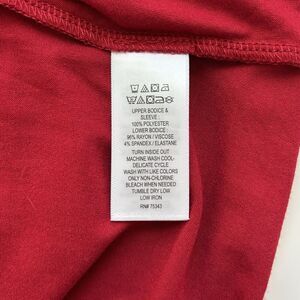 UPPER BODICE &
SLEEVE :
100% POLYESTER
LOWER BODICE:
96% RAYON / VISCOSE
4% SPANDEX / ELASTANE
TURN INSIDE OUT
MACHINE WASH COOL-
DELICATE CYCLE
WASH WITH LIKE COLORS
ONLY NON-CHLORINE
BLEACH WHEN NEEDED
TUMBLE DRY LOW
LOW IRON
RN# 75343